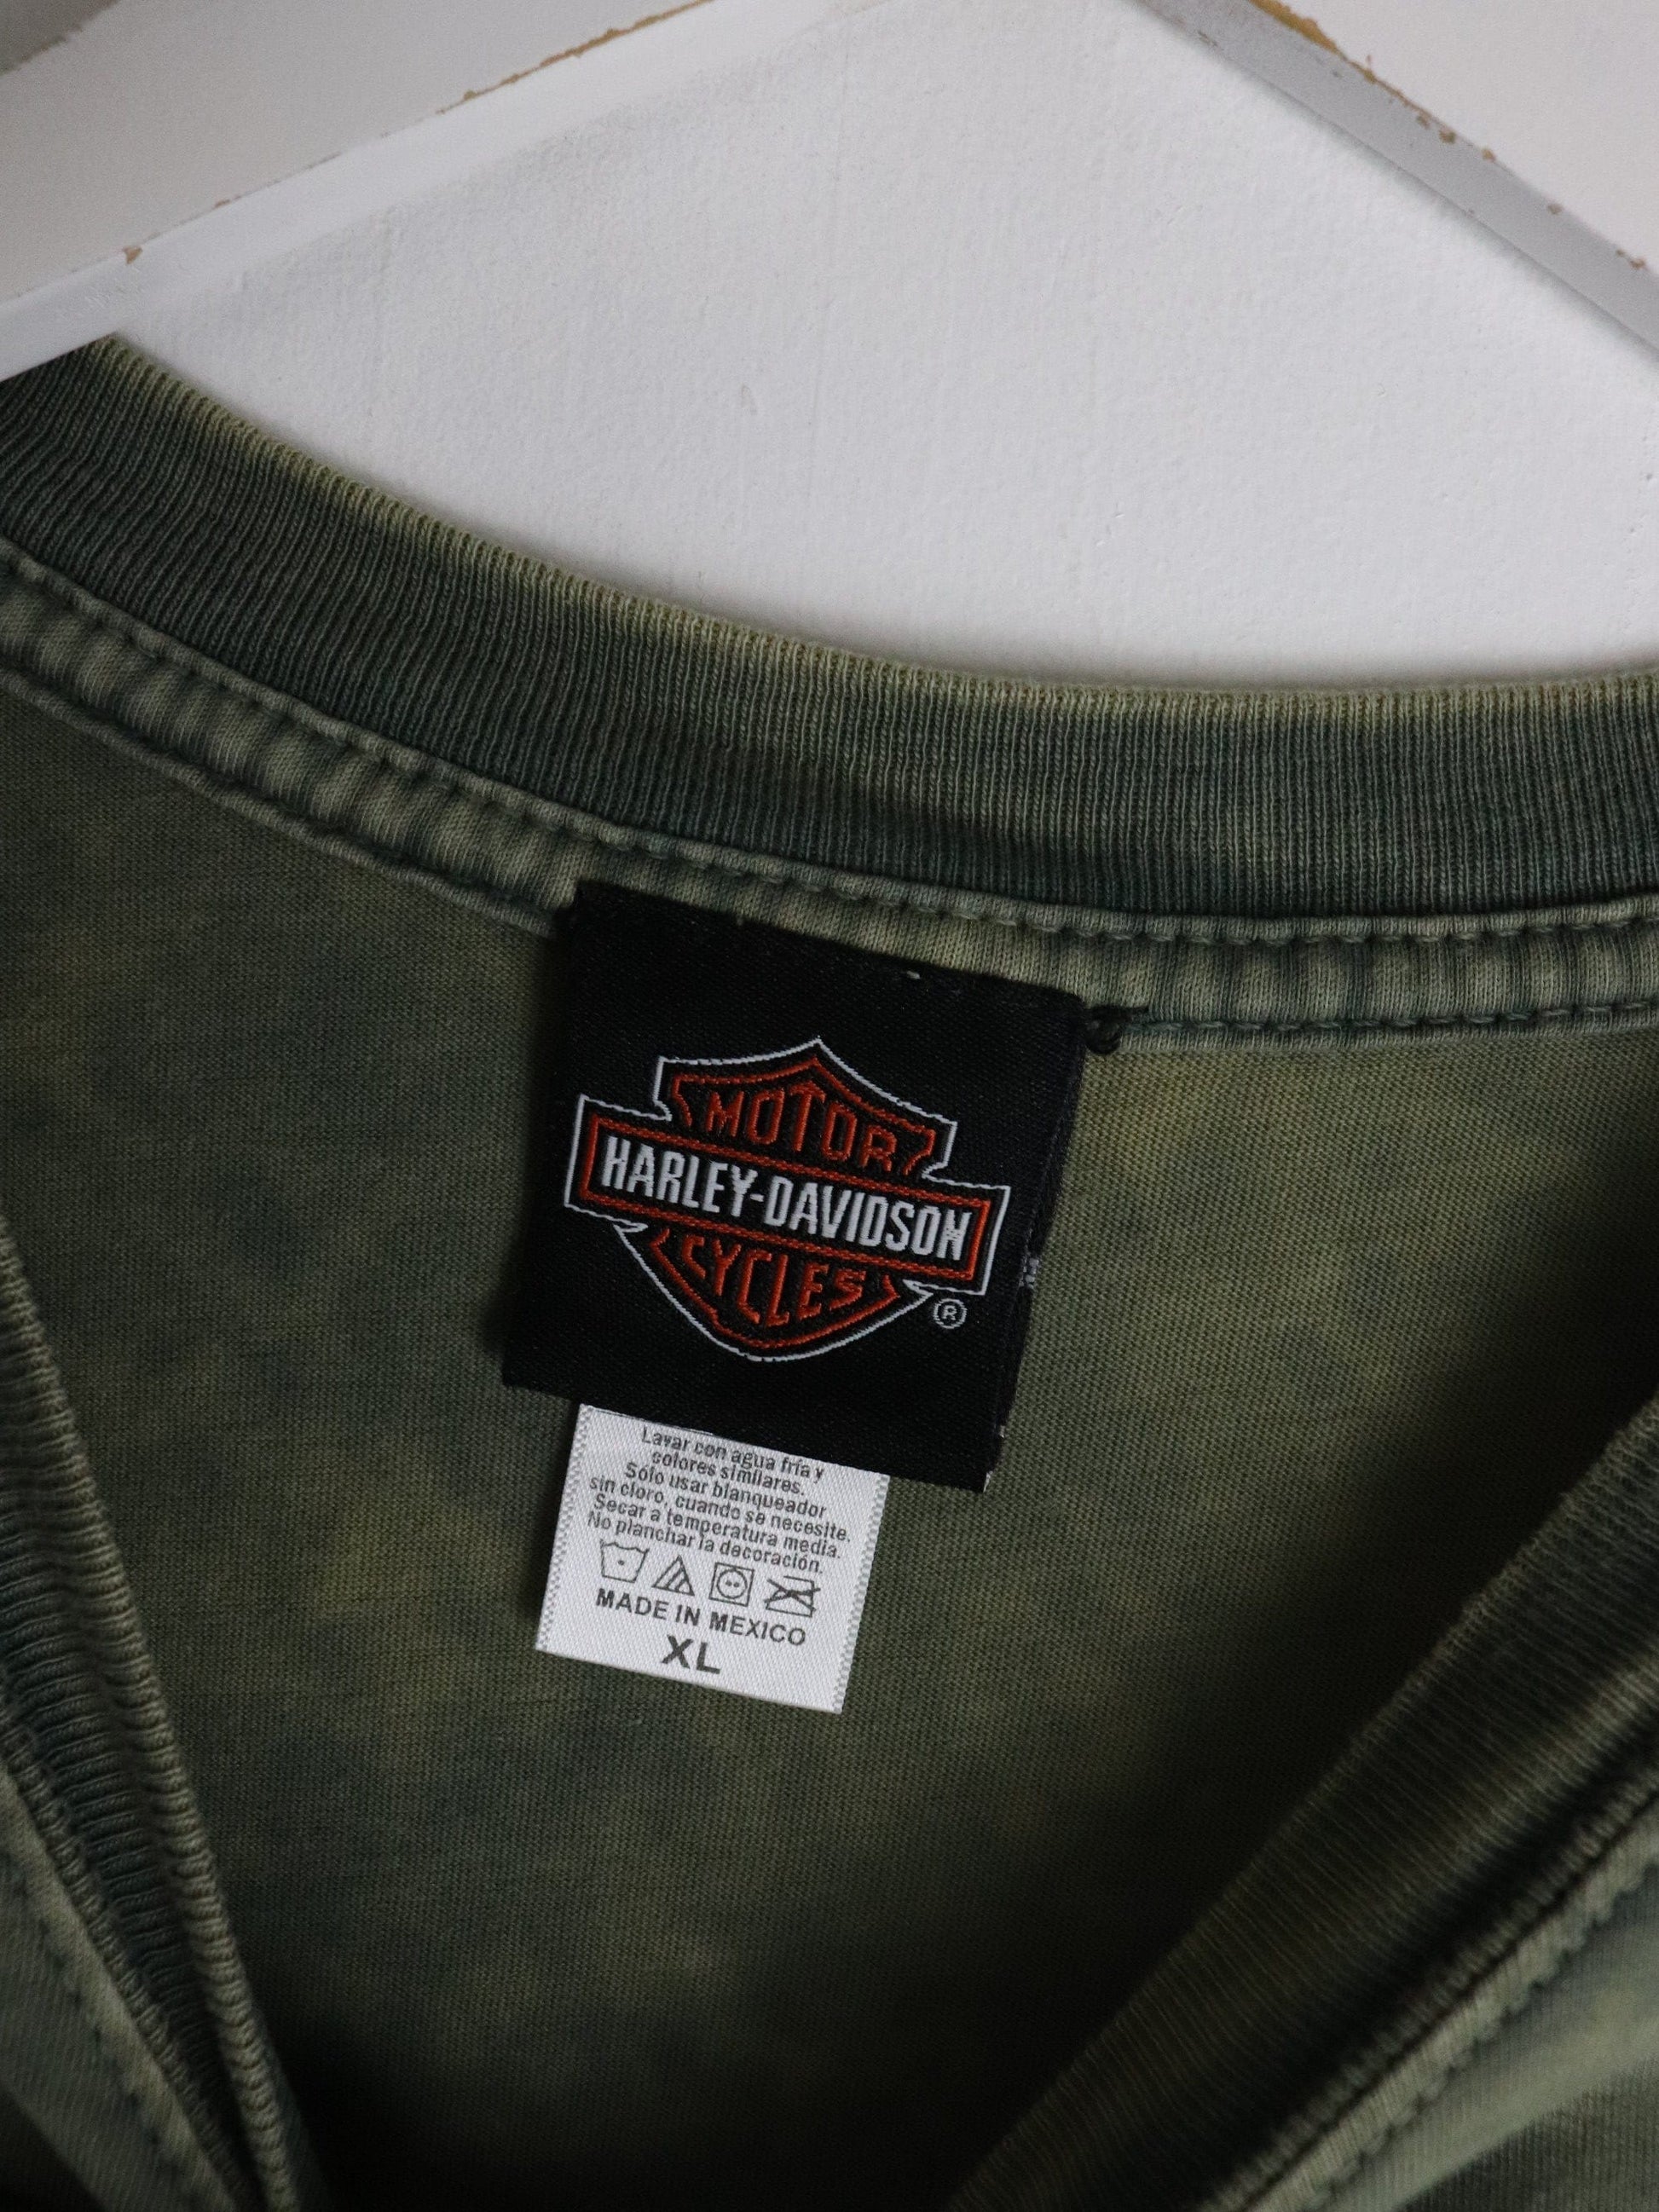 MOTOR
HARLEY-DAVIDSON
CYCLES
®
Lavar con agua fría y
colores similares.
Sólo usar blanqueador
sin cloro, cuando se necesite.
Secar a temperatura media.
No planchar la decoración.
MADE IN MEXICO
XL